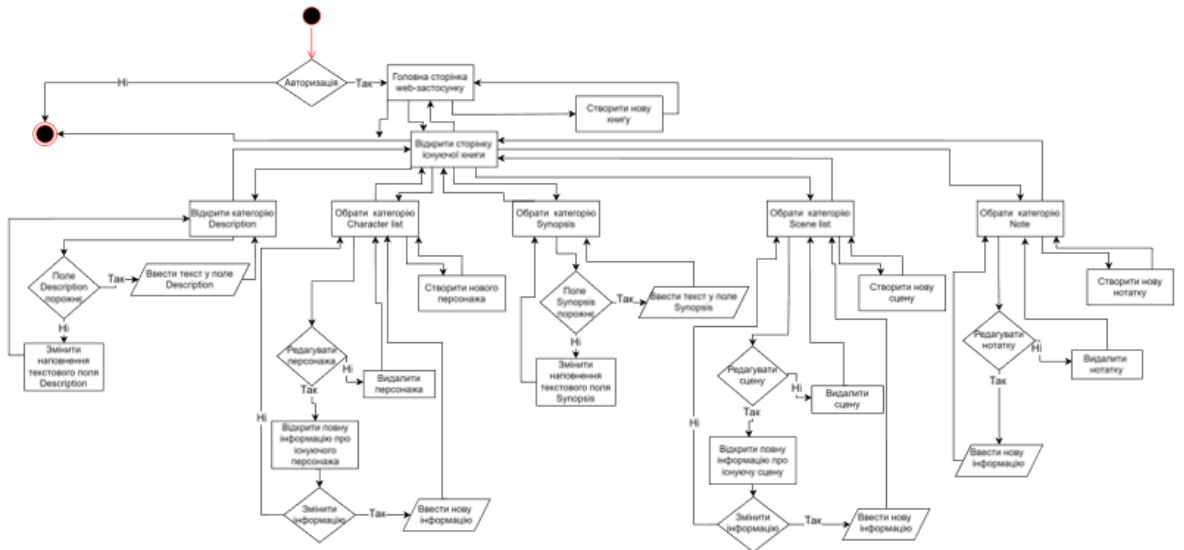 Ні
Авторизація
Так
Головна сторінка
web-застосунку
Створити нову
книгу
Відкрити сторінку
існуючої книги
Відкрити категорію
Description
Обрати категорію
Character list
Обрати категорію
Synopsis
Обрати категорію
Scene list
Обрати категорію
Note
Поле
Description
порожнє
Так
Ввести текст у поле
Description
Ні
Змінити
наповнення
текстового поля
Description
Створити нового
персонажа
Редагувати
персонажа
Ні
Видалити
персонажа
Так
Відкрити повну
інформацію про
існуючого
персонажа
Ні
Змінити
інформацію
Так
Ввести нову
інформацію
Поле
Synopsis
порожнє
Так
Ввести текст у поле
Synopsis
Ні
Змінити
наповнення
текстового поля
Synopsis
Створити нову
сцену
Редагувати
сцену
Ні
Видалити
сцену
Так
Відкрити повну
інформацію про
існуючу сцену
Ні
Змінити
інформацію
Так
Ввести нову
інформацію
Створити нову
нотатку
Редагувати
нотатку
Ні
Видалити
нотатку
Так
Ввести нову
інформацію